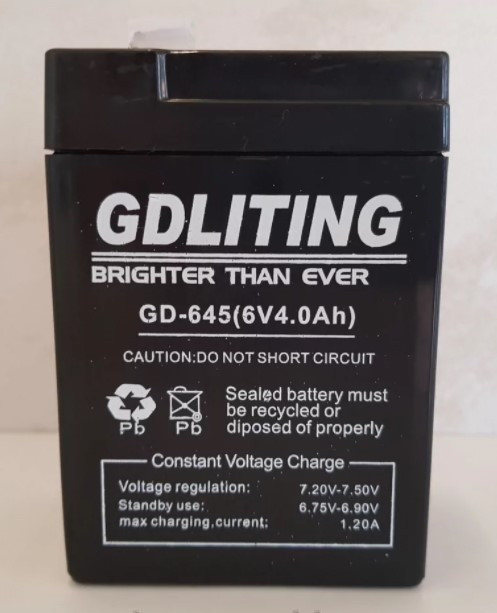 GDLITING
BRIGHTER THAN EVER
GD-645(6V4.0Ah)
CAUTION:DO NOT SHORT CIRCUIT
Pb Pb
Sealed battery must
be recycled or
diposed of properly
Constant Voltage Charge
Voltage regulation: 7.20V-7.50V
Standby use: 6.75V-6.90V
max charging,current: 1.20A